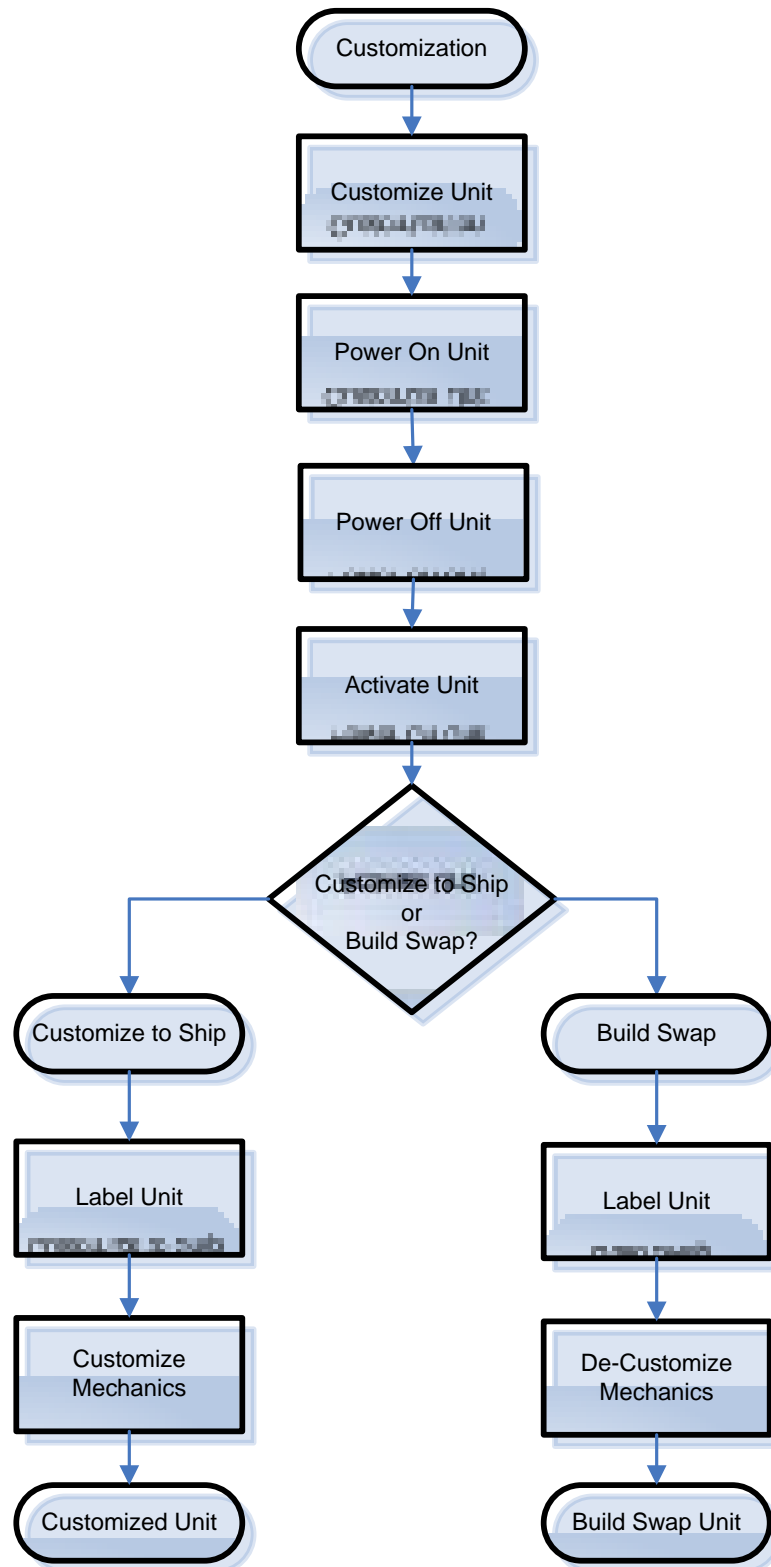 Customization
Customize Unit
Power On Unit
Power Off Unit
Activate Unit
Customize to Ship
or
Build Swap?
Customize to Ship
Build Swap
Label Unit
Label Unit
Customize
Mechanics
De-Customize
Mechanics
Customized Unit
Build Swap Unit